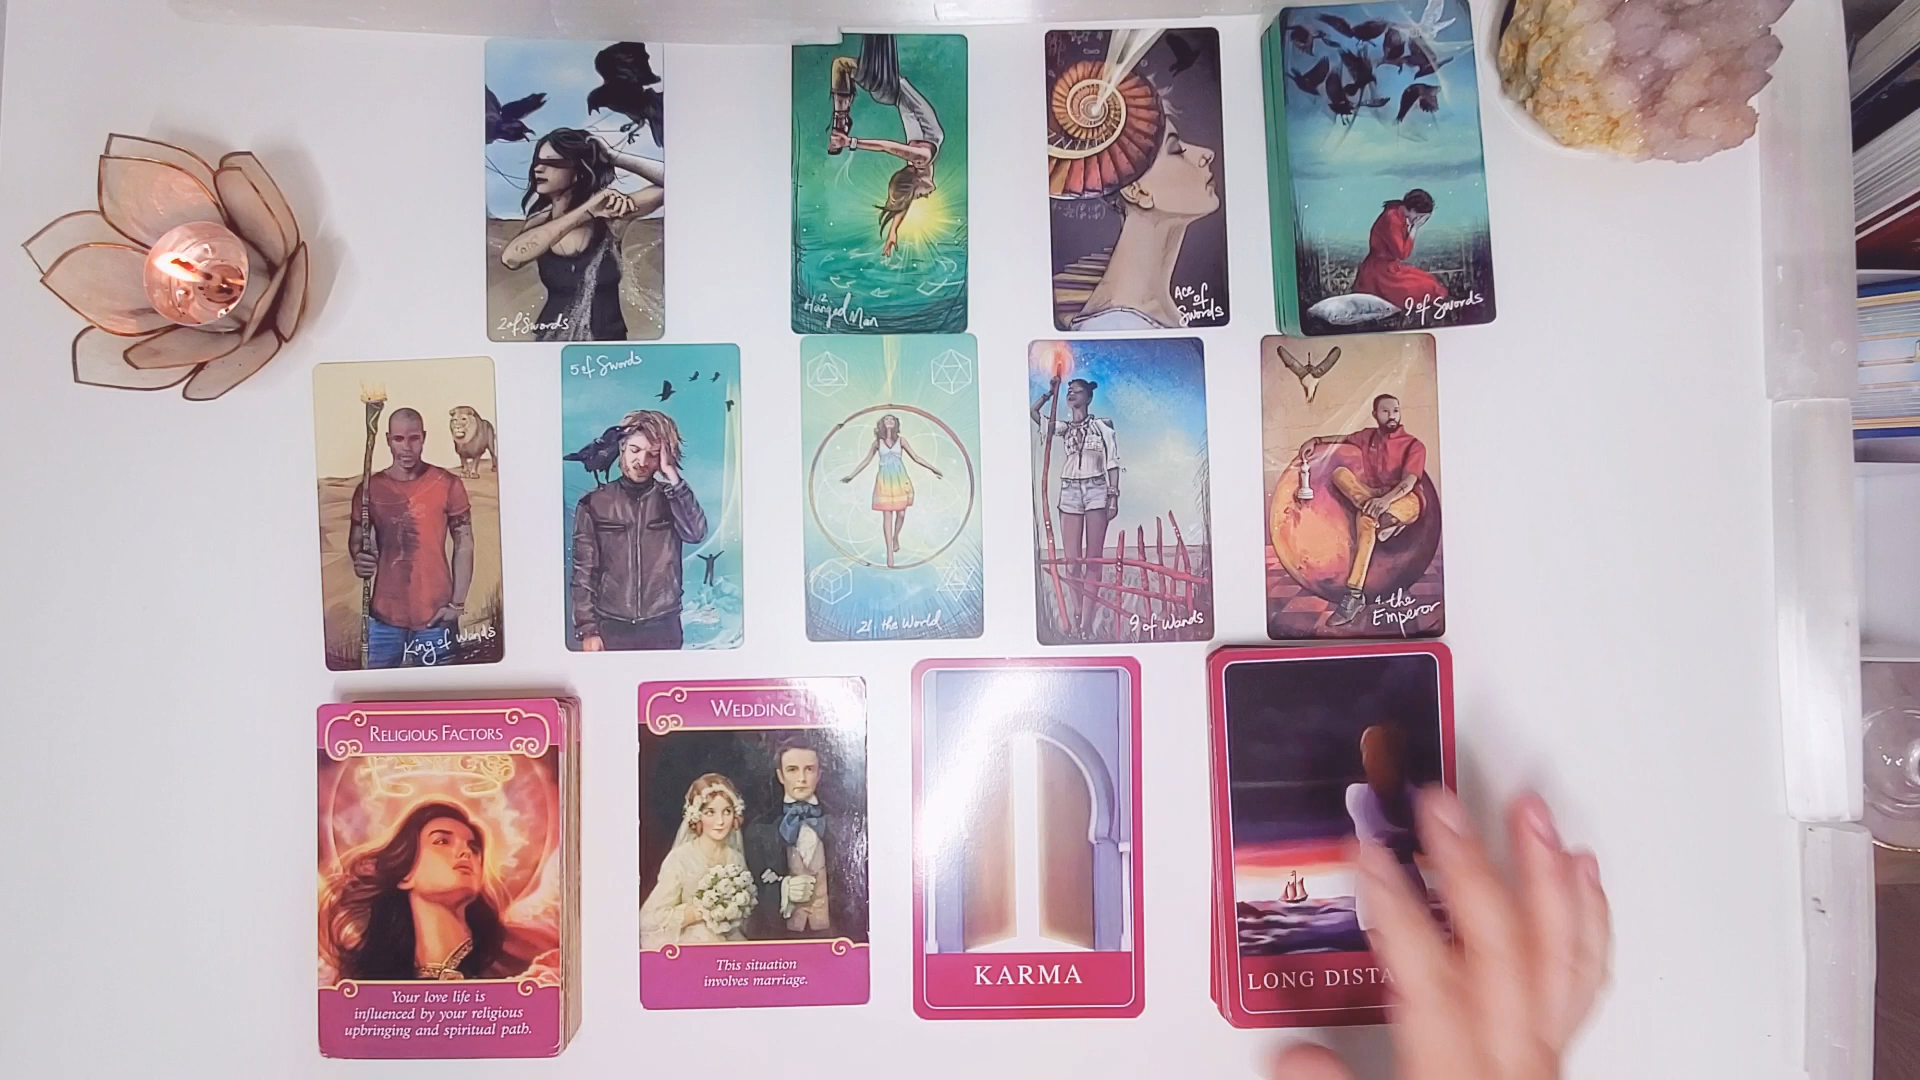 2 of Swords
12. Hanged Man
Ace of Swords
9 of Swords
King of Wands
5 of Swords
21. the World
9 of Wands
4. the Emperor
RELIGIOUS FACTORS
Your love life is
influenced by your religious
upbringing and spiritual path.
WEDDING
This situation
involves marriage.
KARMA
LONG DISTA